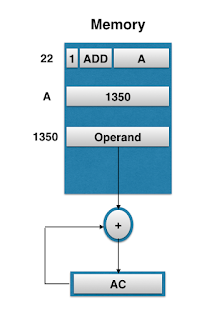 Memory
22 1 ADD A
A 1350
1350 Operand
+
AC